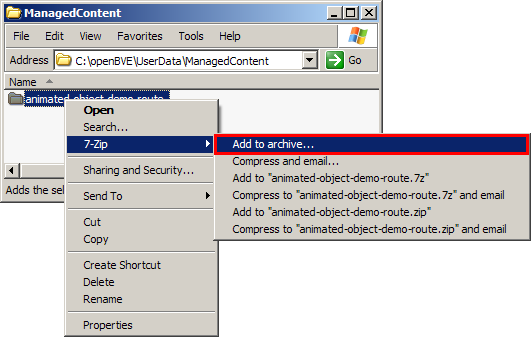 ManagedContent
File Edit View Favorites Tools Help
Address C:\openBVE\UserData\ManagedContent Go
Name
animated-object-demo-route
Open
Search...
7-Zip
Sharing and Security...
Send To
Cut
Copy
Create Shortcut
Delete
Rename
Properties
Add to archive...
Compress and email...
Add to "animated-object-demo-route.7z"
Compress to "animated-object-demo-route.7z" and email
Add to "animated-object-demo-route.zip"
Compress to "animated-object-demo-route.zip" and email
Adds the sel